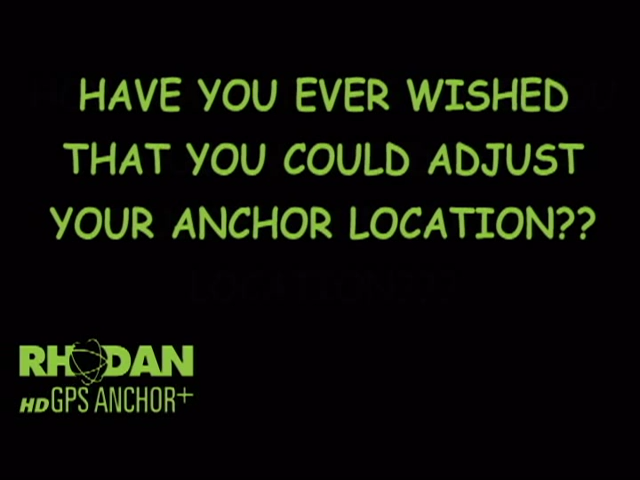 HAVE YOU EVER WISHED
THAT YOU COULD ADJUST
YOUR ANCHOR LOCATION??
RHODAN
HD GPS ANCHOR+